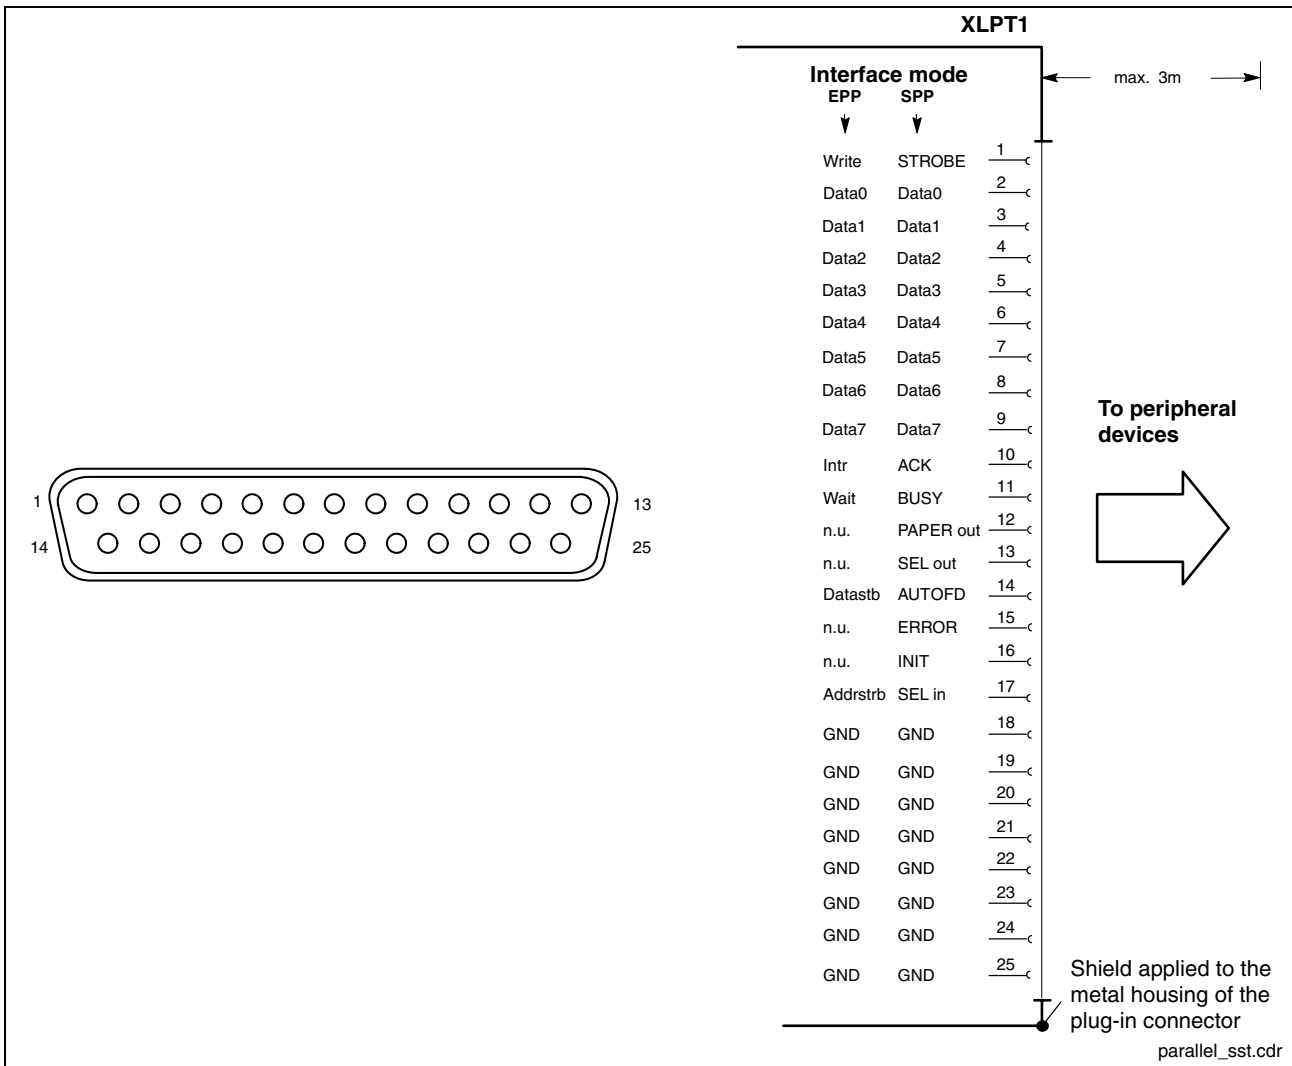 XLPT1
Interface mode
max. 3m
EPP SPP
Write STROBE 1
Data0 Data0 2
Data1 Data1 3
Data2 Data2 4
Data3 Data3 5
Data4 Data4 6
Data5 Data5 7
Data6 Data6 8
Data7 Data7 9
To peripheral
devices
Intr ACK 10
Wait BUSY 11
n.u. PAPER out 12
n.u. SEL out 13
Datastb AUTOFD 14
n.u. ERROR 15
n.u. INIT 16
Addrstrb SEL in 17
GND GND 18
GND GND 19
GND GND 20
GND GND 21
GND GND 22
GND GND 23
GND GND 24
GND GND 25
1 13
14 25
Shield applied to the
metal housing of the
plug-in connector
parallel_sst.cdr